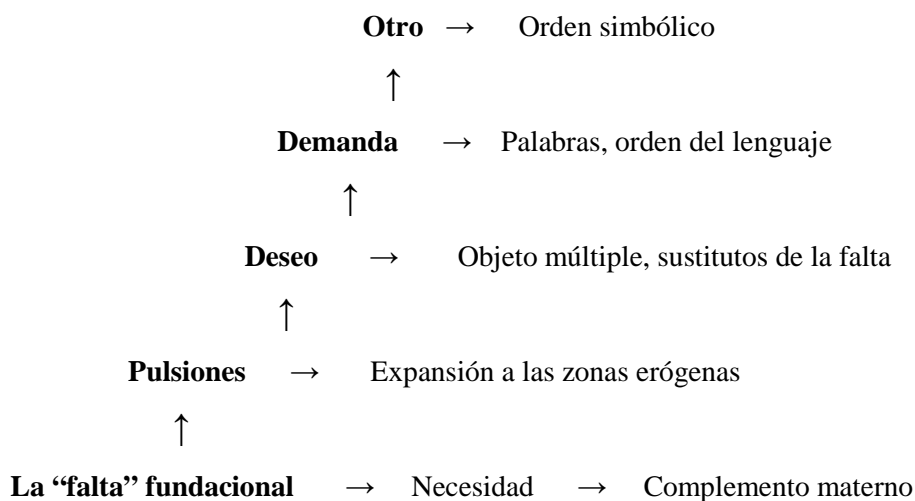 Otro → Orden simbólico
↑
Demanda → Palabras, orden del lenguaje
↑
Deseo → Objeto múltiple, sustitutos de la falta
↑
Pulsiones → Expansión a las zonas erógenas
↑
La “falta” fundacional → Necesidad → Complemento materno